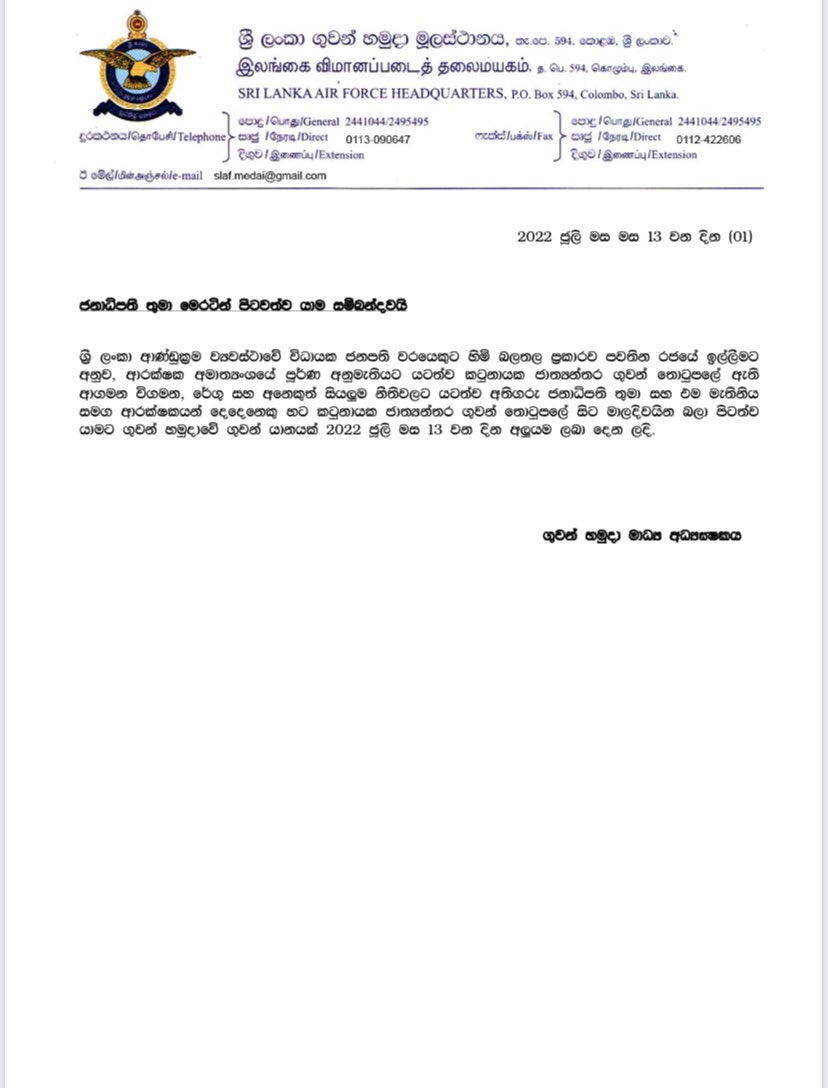 ශ්‍රී ලංකා ගුවන් හමුදා මූලස්ථානය, තැ.පෙ. 594, කොළඹ, ශ්‍රී ලංකාව.
இலங்கை விமானப்படைத் தலைமயகம். த. பெ. 594, கொழும்பு, இலங்கை.
SRI LANKA AIR FORCE HEADQUARTERS, P.O. Box 594, Colombo, Sri Lanka.
දුරකථනය/தொபேசி/Telephone
පොදු/பொது/General 2441044/2495495
සෘජු/நேரடி/Direct 0113-090647
දිගුව/இணைப்பு/Extension
ෆැක්ස්/பக்ஸ்/Fax
පොදු/பொது/General 2441044/2495495
සෘජු/நேரடி/Direct 0112-422606
දිගුව/இணைப்பு/Extension
ඊ මේල්/மின்அஞ்சல்/e-mail slaf.medai@gmail.com
2022 ජූලි මස මස 13 වන දින (01)
ජනාධිපති තුමා මෙරටින් පිටවත්ව යාම සම්බන්දවයි
ශ්‍රී ලංකා ආණ්ඩුක්‍රම ව්‍යවස්ථාවේ විධායක ජනපති වරයෙකුට හිමි බලතල ප්‍රකාරව පවතින රජයේ ඉල්ලීමට
අනුව, ආරක්ෂක අමාත්‍යංශයේ පූර්ණ අනුමැතියට යටත්ව කටුනායක ජාත්‍යන්තර ගුවන් තොටුපලේ ඇති
ආගමන විගමන, රේගු සහ අනෙකුත් සියලුම නීතිවලට යටත්ව අතිගරු ජනාධිපති තුමා සහ එම මැතිනිය
සමග ආරක්ෂකයන් දෙදෙනෙකු හට කටුනායක ජාත්‍යන්තර ගුවන් තොටුපලේ සිට මාලදිවයින බලා පිටත්ව
යාමට ගුවන් හමුදාවේ ගුවන් යානයක් 2022 ජූලි මස 13 වන දින අලුයම ලබා දෙන ලදි.
ගුවන් හමුදා මාධ්‍ය අධ්‍යක්ෂකය